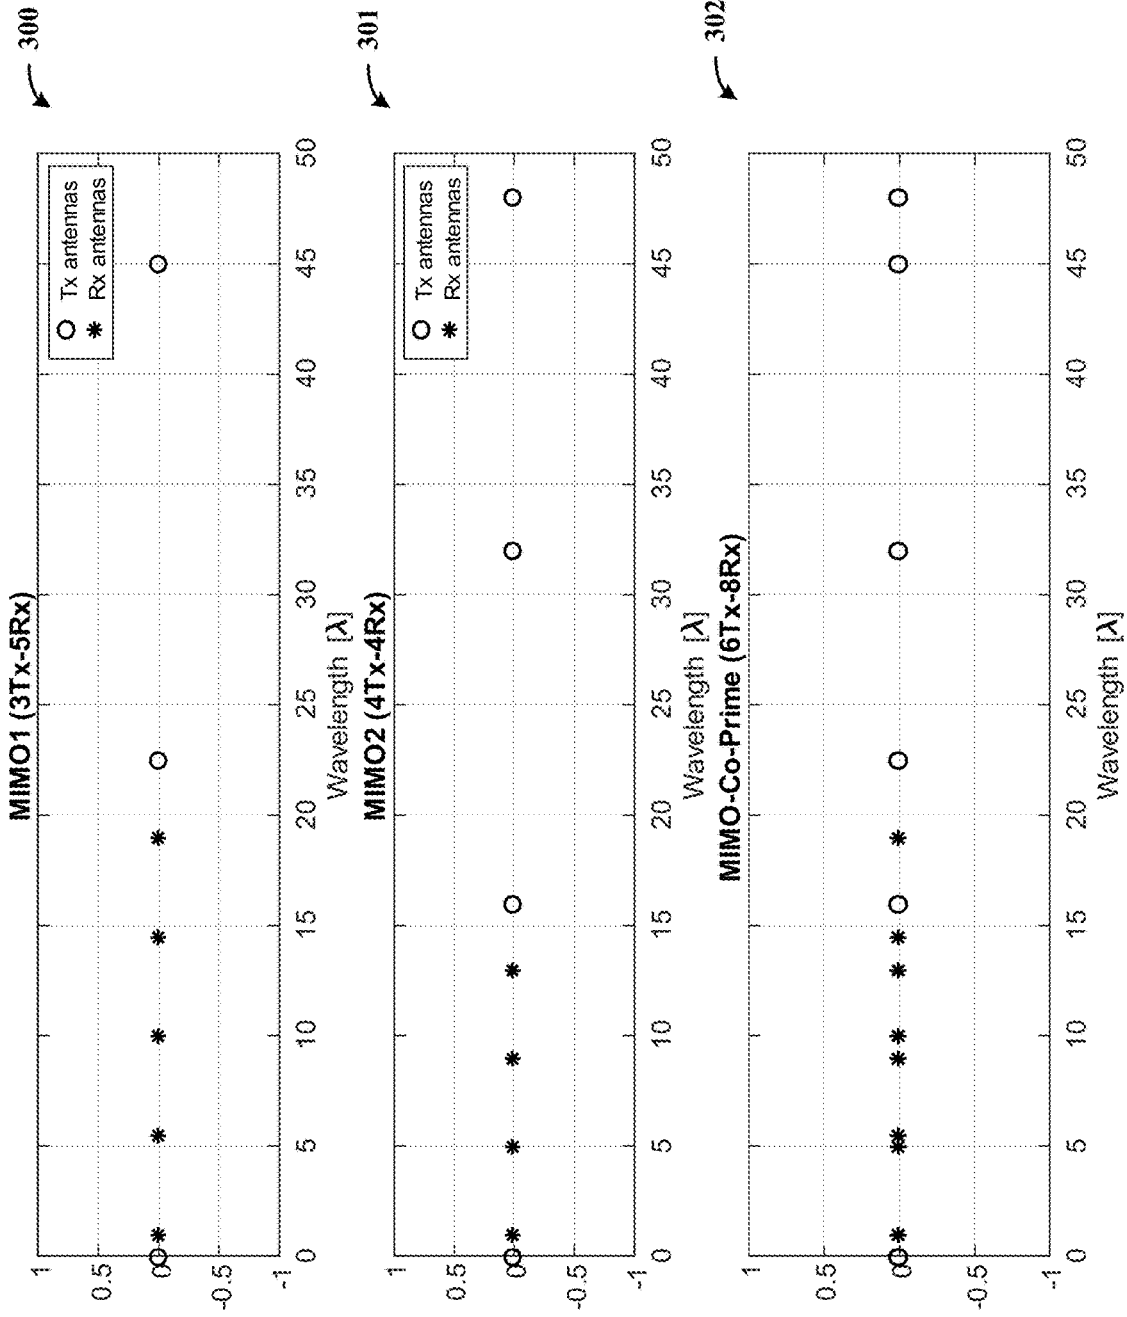 300
MIMO1 (3Tx-5Rx)
1
0.5
0
-0.5
-1
Tx antennas
Rx antennas
0 5 10 15 20 25 30 35 40 45 50
Wavelength [λ]
301
MIMO2 (4Tx-4Rx)
1
0.5
0
-0.5
-1
Tx antennas
Rx antennas
0 5 10 15 20 25 30 35 40 45 50
Wavelength [λ]
302
MIMO-Co-Prime (6Tx-8Rx)
1
0.5
0
-0.5
-1
0 5 10 15 20 25 30 35 40 45 50
Wavelength [λ]